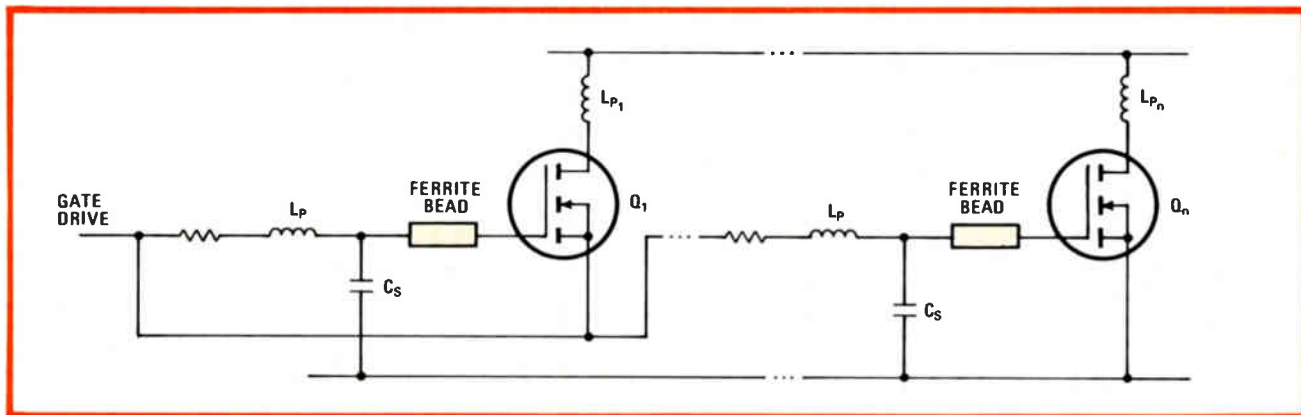 ...
LP1
LPn
GATE
DRIVE
LP
FERRITE
BEAD
Q1
...
LP
FERRITE
BEAD
Qn
CS
CS
...